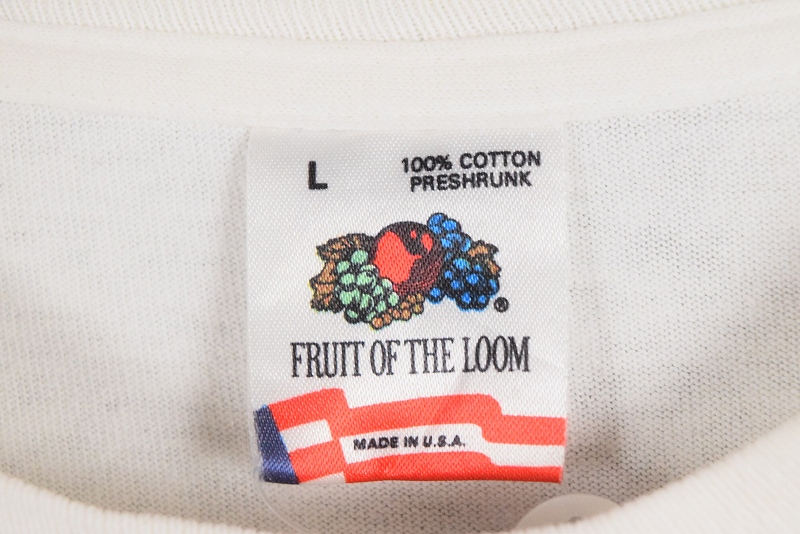 L
100% COTTON
PRESHRUNK
®
FRUIT OF THE LOOM
MADE IN U.S.A.